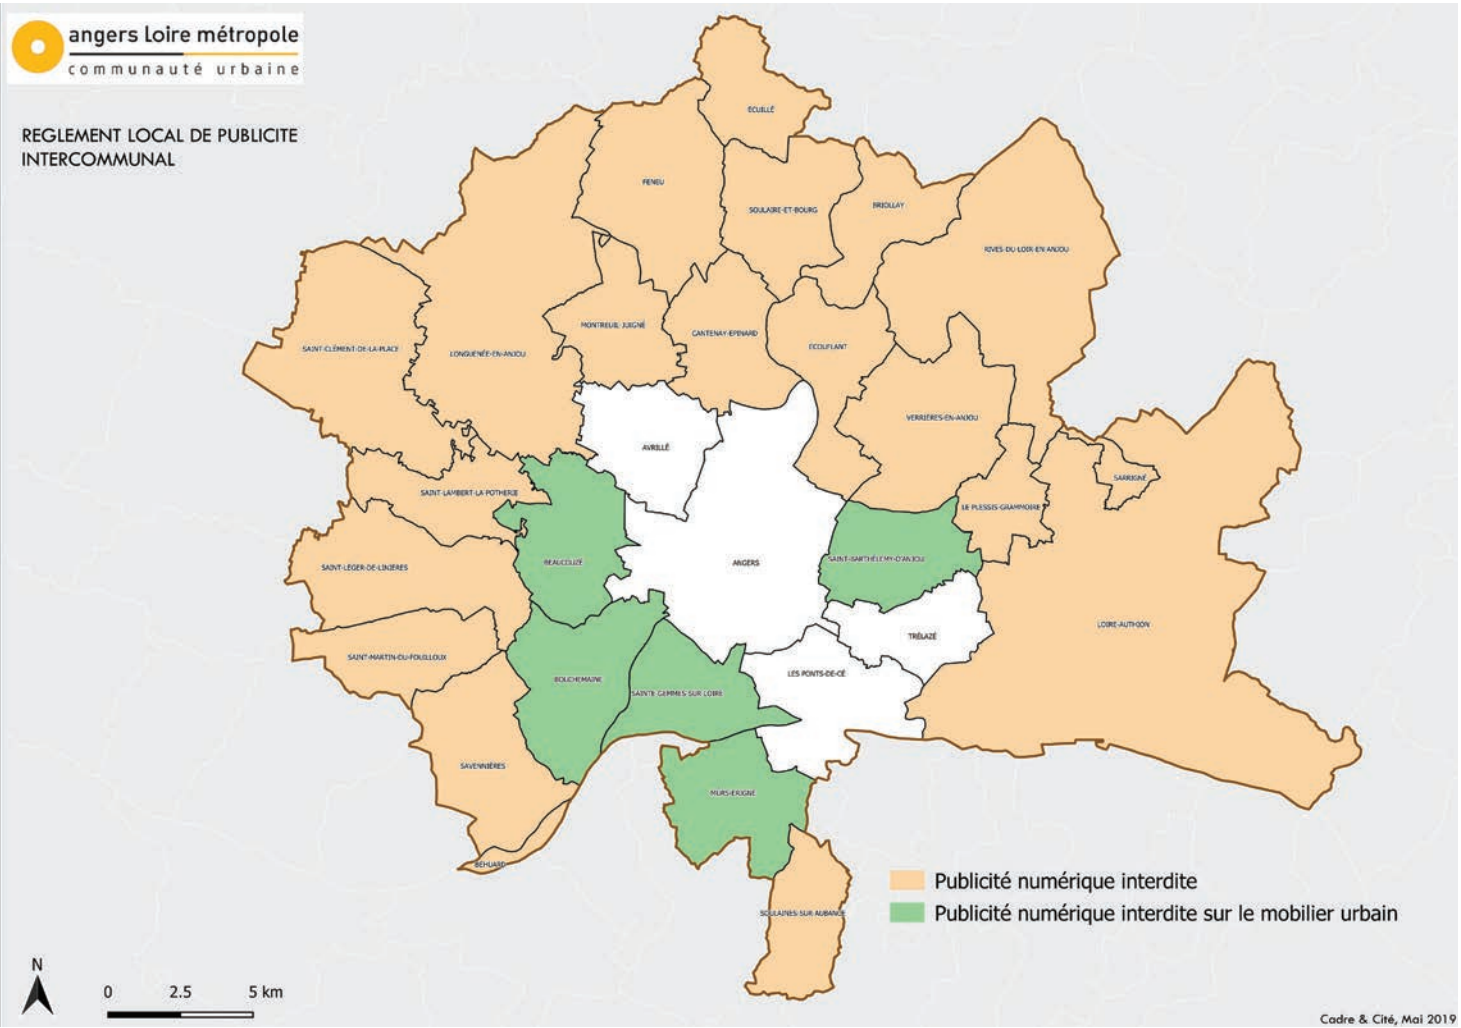 angers Loire métropole
communauté urbaine
REGLEMENT LOCAL DE PUBLICITE
INTERCOMMUNAL
ECUILLÉ
FENEU
SOULAIRE-ET-BOURG
BRIOLLAY
RIVES-DU-LOIR-EN-ANJOU
MONTREUIL-JUIGNÉ
CANTENAY-EPINARD
ECOUFLANT
SAINT-CLÉMENT-DE-LA-PLACE
LONGUENÉE-EN-ANJOU
VERRIÈRES-EN-ANJOU
AVRILLÉ
SARRIGNÉ
SAINT-LAMBERT-LA-POTHERIE
LE PLESSIS-GRAMMOIRE
BEAUCOUZÉ
ANGERS
SAINT-BARTHÉLEMY-D'ANJOU
SAINT-LÉGER-DE-LINIÈRES
LOIRE-AUTHION
TRÉLAZÉ
SAINT-MARTIN-DU-FOUILLOUX
LES PONTS-DE-CÉ
BOUCHEMAINE
SAINTE GEMMES SUR LOIRE
SAVENNIÈRES
MURS-ERIGNÉ
BÉHUARD
SOULAINES-SUR-AUBANCE
Publicité numérique interdite
Publicité numérique interdite sur le mobilier urbain
N
0 2.5 5 km
Cadre & Cité, Mai 2019